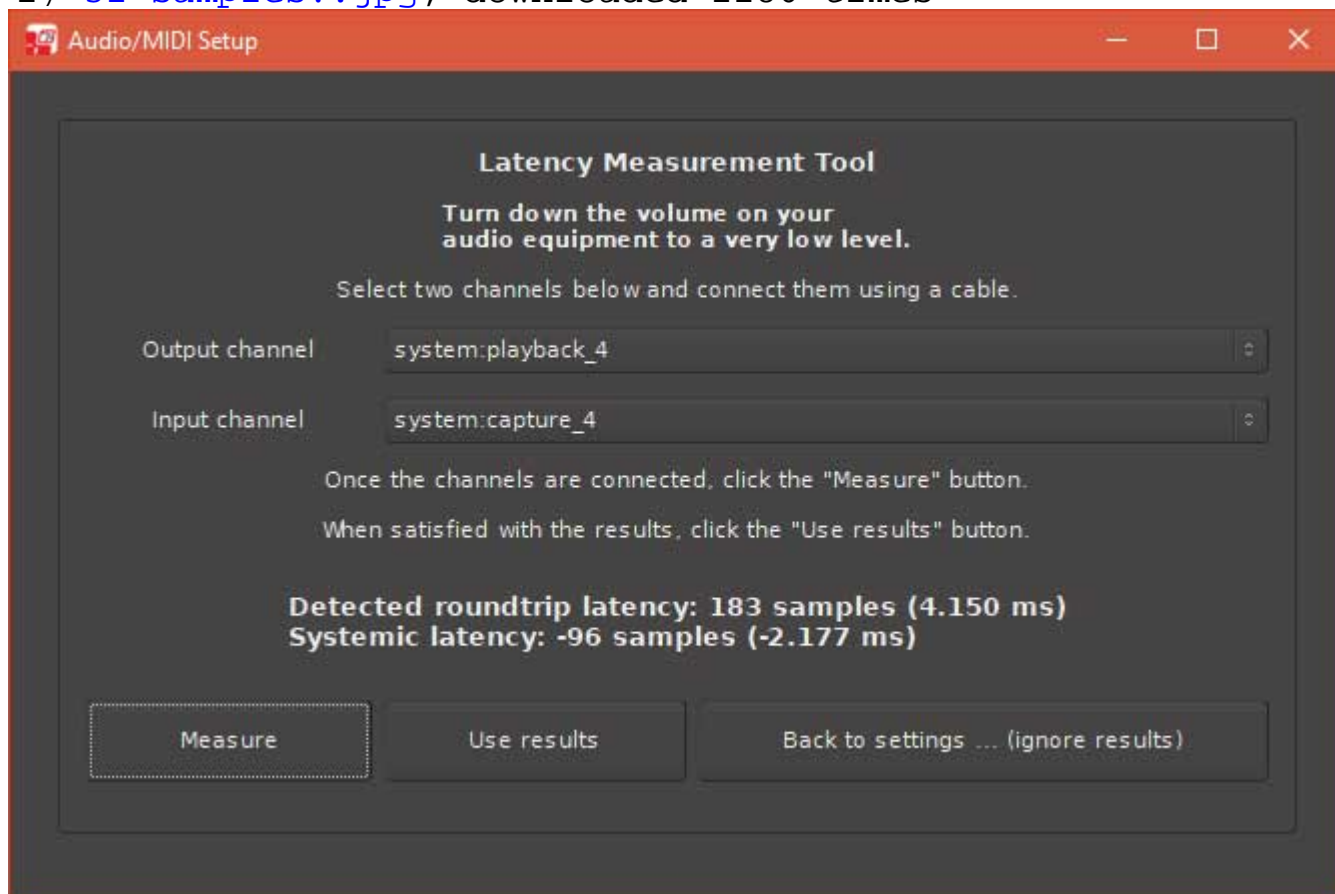 Audio/MIDI Setup
Latency Measurement Tool
Turn down the volume on your
audio equipment to a very low level.
Select two channels below and connect them using a cable.
Output channel system:playback_4
Input channel system:capture_4
Once the channels are connected, click the "Measure" button.
When satisfied with the results, click the "Use results" button.
Detected roundtrip latency: 183 samples (4.150 ms)
Systemic latency: -96 samples (-2.177 ms)
Measure Use results Back to settings ... (ignore results)